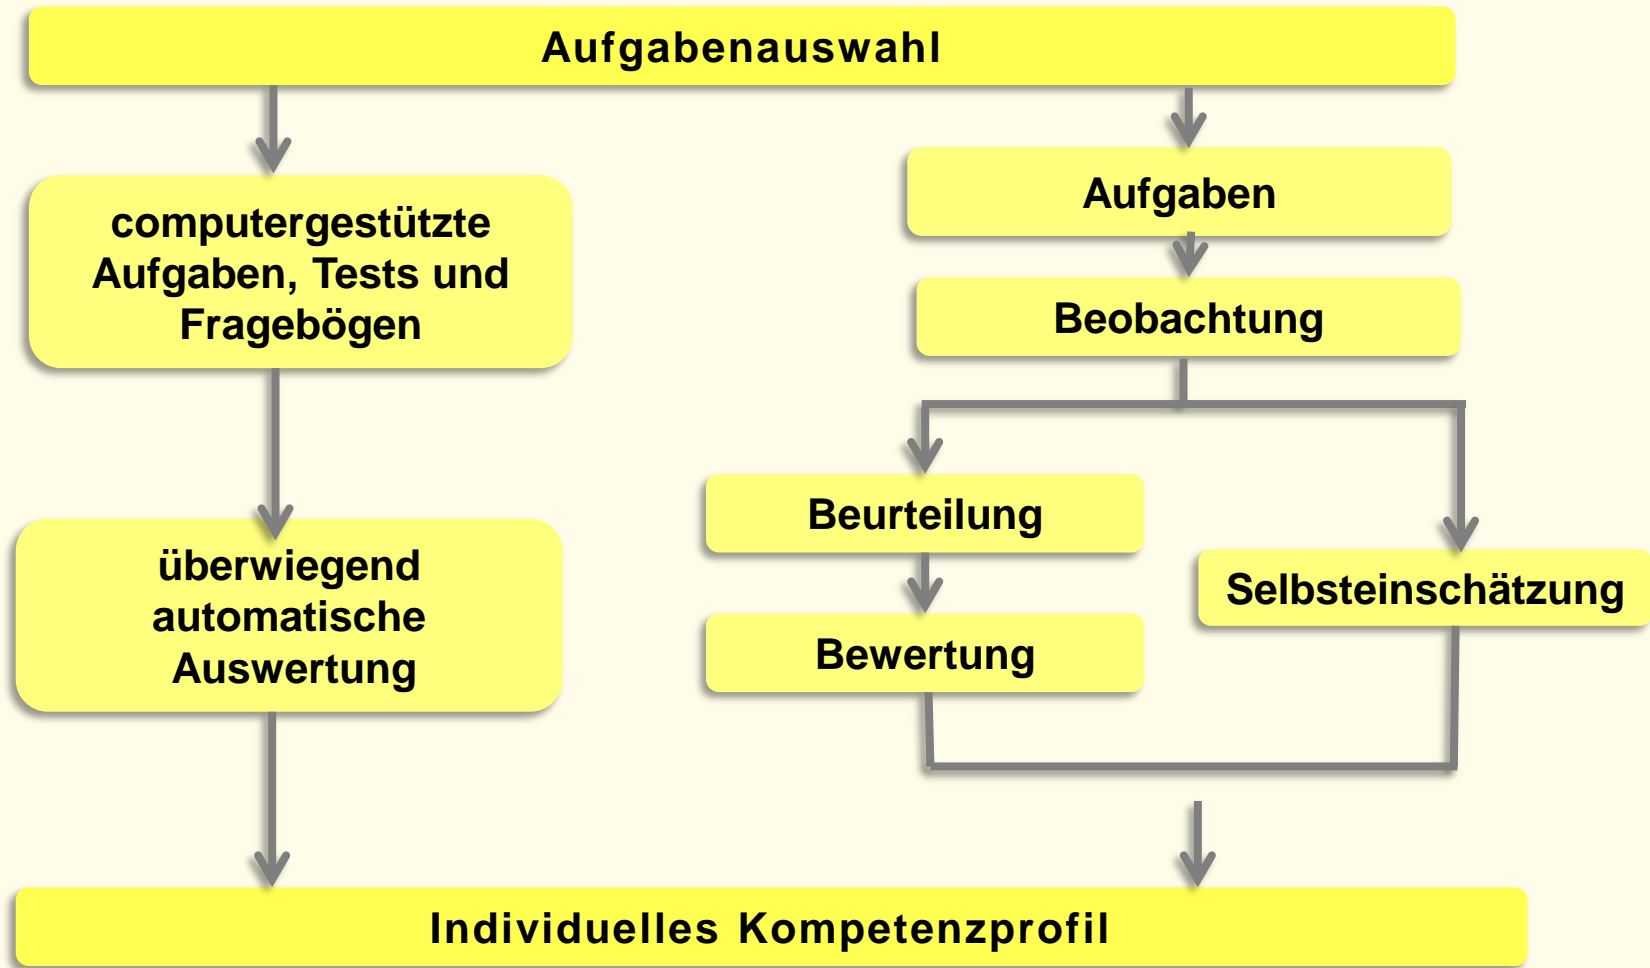 Aufgabenauswahl
computergestützte
Aufgaben, Tests und
Fragebögen
überwiegend
automatische
Auswertung
Aufgaben
Beobachtung
Beurteilung
Bewertung
Selbsteinschätzung
Individuelles Kompetenzprofil